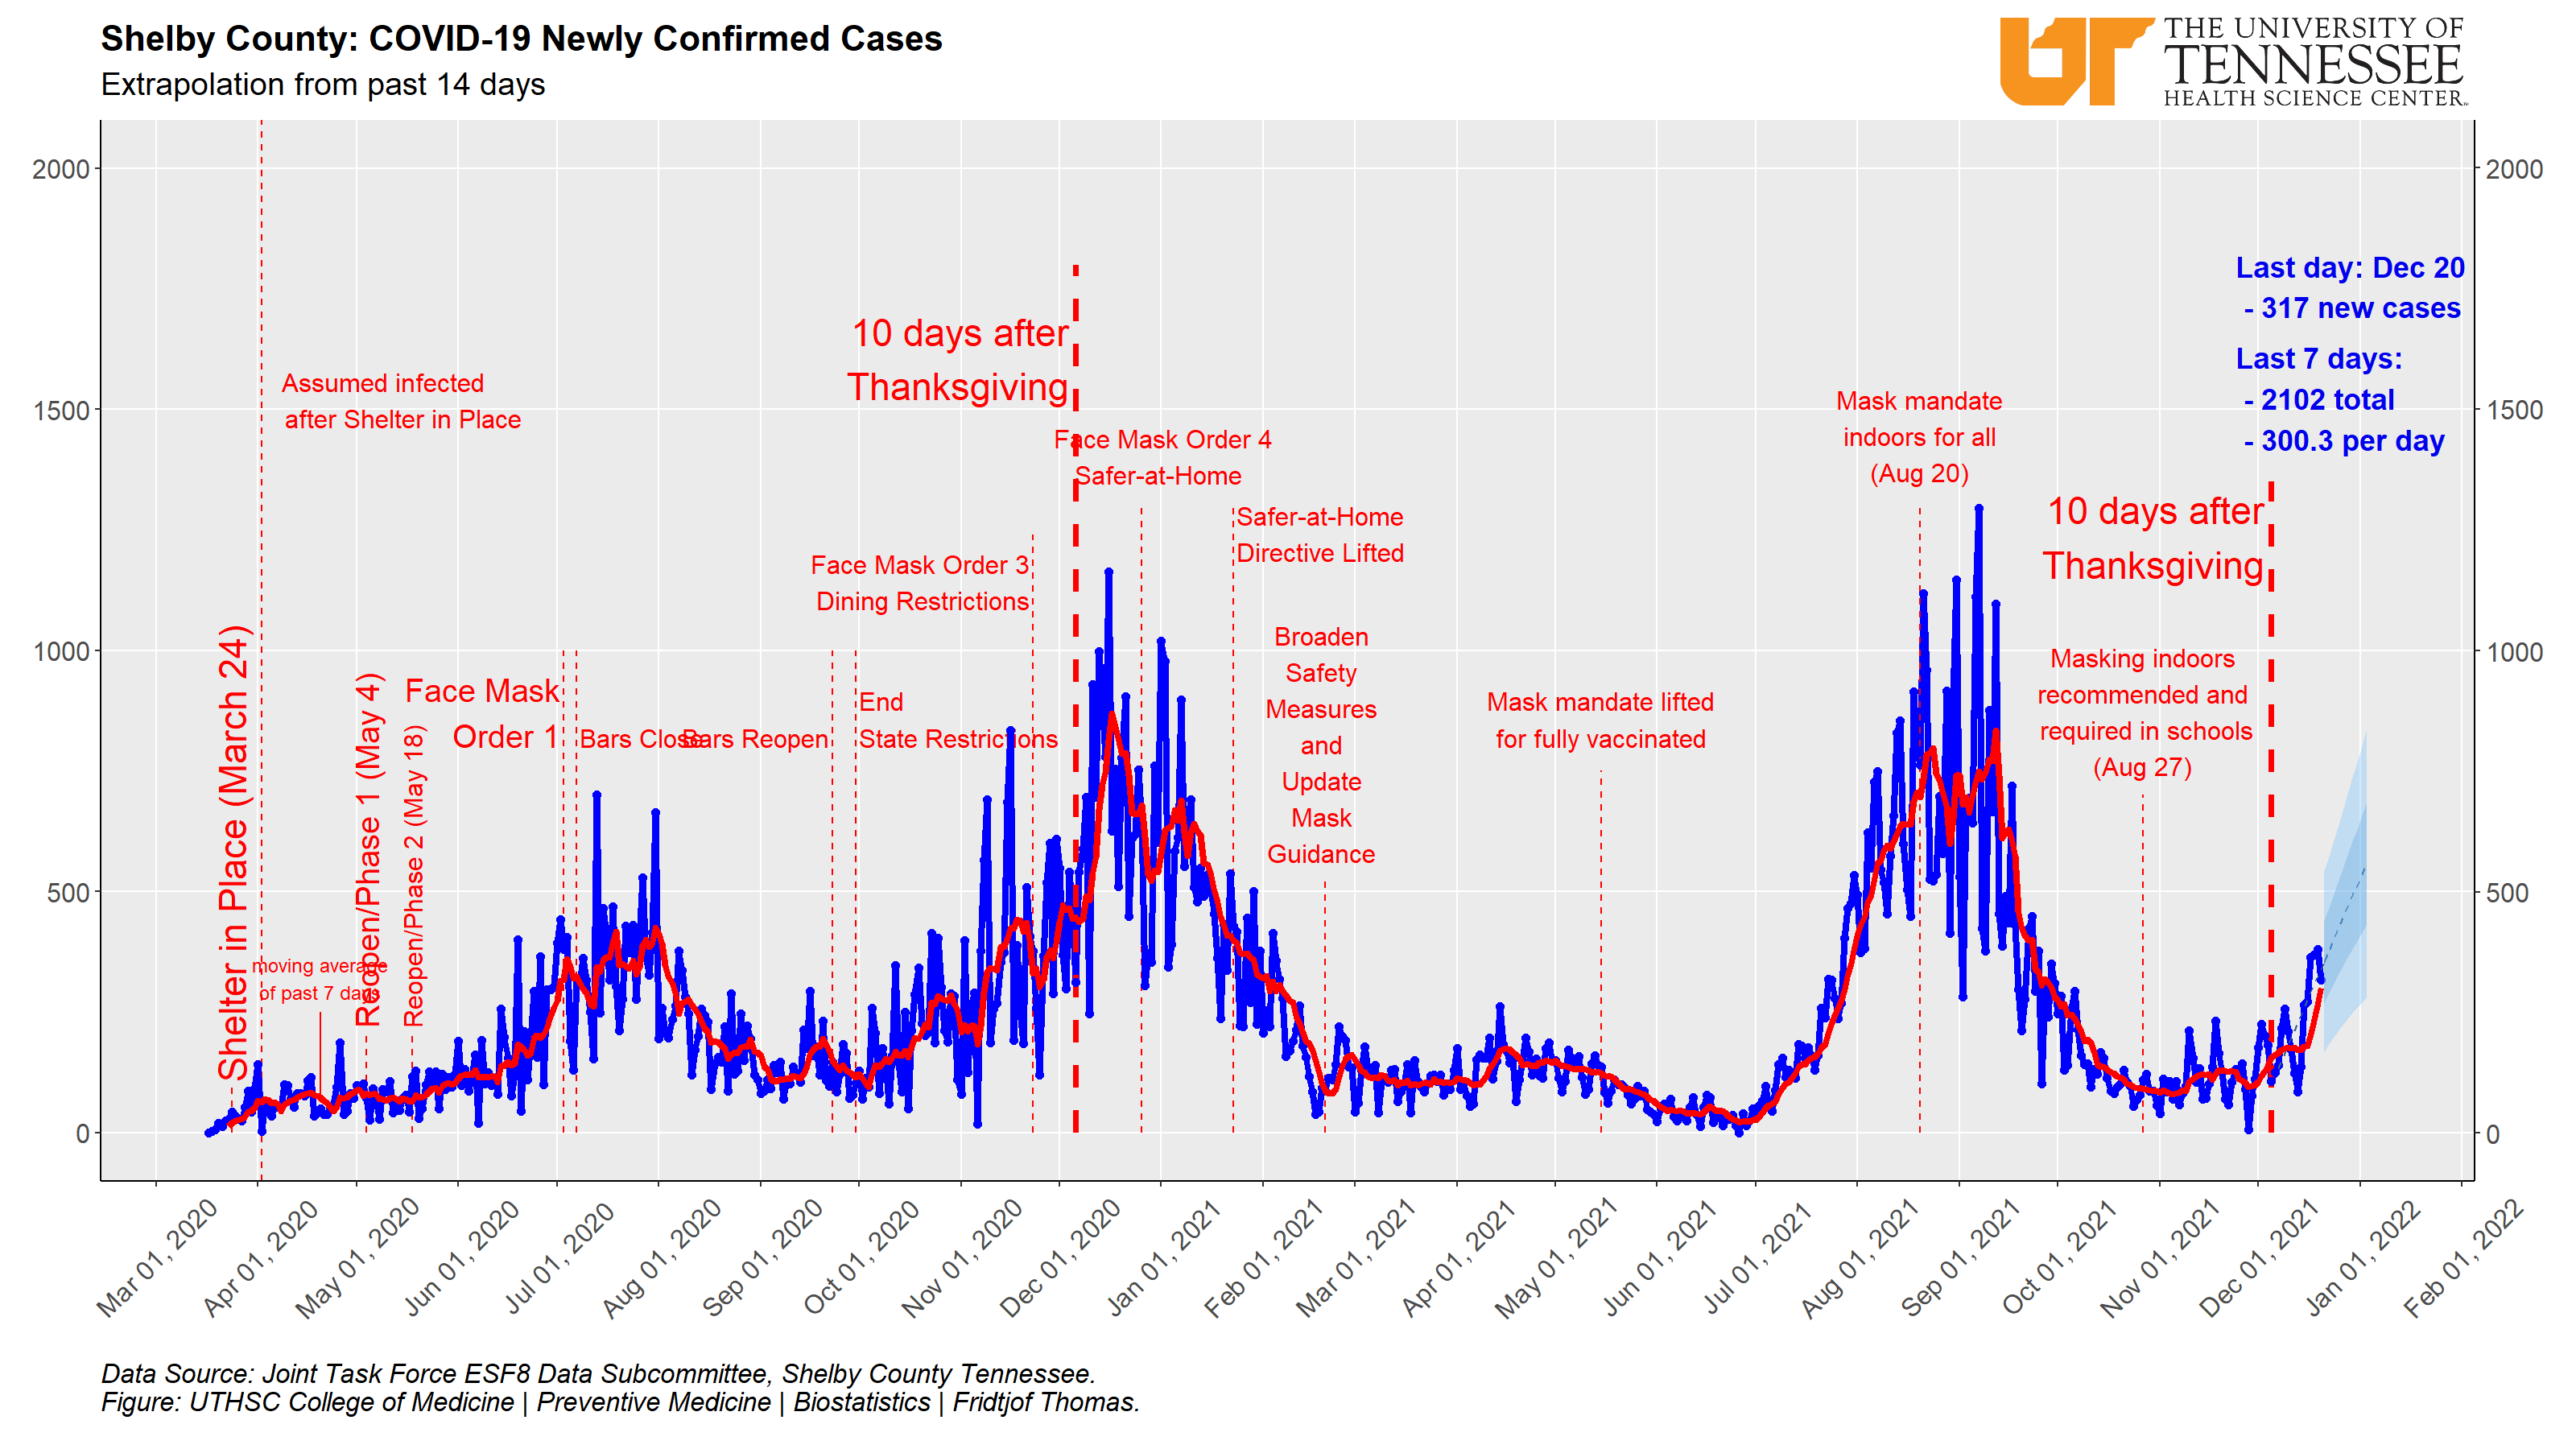 Shelby County: COVID-19 Newly Confirmed Cases
Extrapolation from past 14 days
THE UNIVERSITY OF
TENNESSEE
HEALTH SCIENCE CENTER
2000
1500
1000
500
0
2000
1500
1000
500
0
Last day: Dec 20
- 317 new cases
Last 7 days:
- 2102 total
- 300.3 per day
Assumed infected
after Shelter in Place
Shelter in Place (March 24)
moving average
of past 7 days
Reopen/Phase 1 (May 4)
Reopen/Phase 2 (May 18)
Face Mask
Order 1
Bars Close
Bars Reopen
End
State Restrictions
Face Mask Order 3
Dining Restrictions
10 days after
Thanksgiving
Face Mask Order 4
Safer-at-Home
Safer-at-Home
Directive Lifted
Broaden
Safety
Measures
and
Update
Mask
Guidance
Mask mandate lifted
for fully vaccinated
Mask mandate
indoors for all
(Aug 20)
Masking indoors
recommended and
required in schools
(Aug 27)
10 days after
Thanksgiving
Mar 01, 2020
Apr 01, 2020
May 01, 2020
Jun 01, 2020
Jul 01, 2020
Aug 01, 2020
Sep 01, 2020
Oct 01, 2020
Nov 01, 2020
Dec 01, 2020
Jan 01, 2021
Feb 01, 2021
Mar 01, 2021
Apr 01, 2021
May 01, 2021
Jun 01, 2021
Jul 01, 2021
Aug 01, 2021
Sep 01, 2021
Oct 01, 2021
Nov 01, 2021
Dec 01, 2021
Jan 01, 2022
Feb 01, 2022
Data Source: Joint Task Force ESF8 Data Subcommittee, Shelby County Tennessee.
Figure: UTHSC College of Medicine | Preventive Medicine | Biostatistics | Fridtjof Thomas.